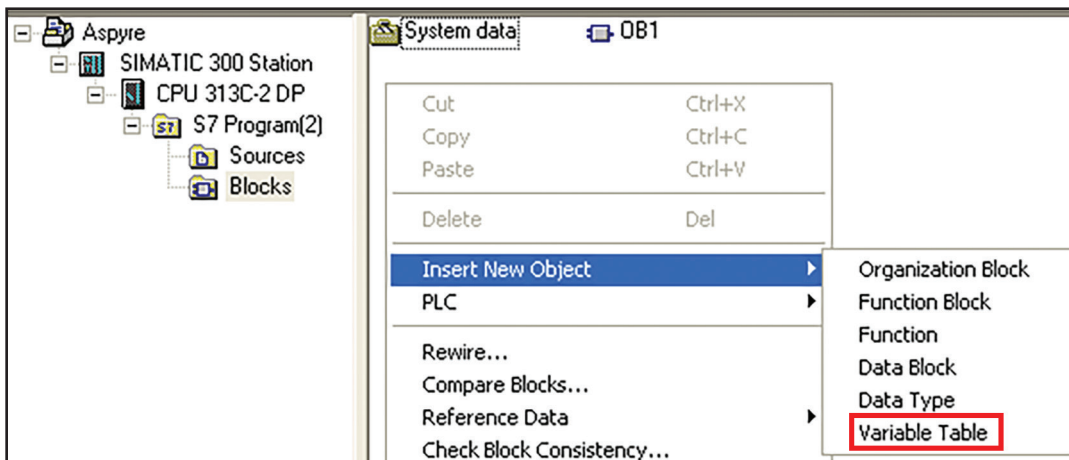 Aspyre
SIMATIC 300 Station
CPU 313C-2 DP
S7 Program(2)
Sources
Blocks
System data
OB1
Cut Ctrl+X
Copy Ctrl+C
Paste Ctrl+V
Delete Del
Insert New Object
PLC
Rewire...
Compare Blocks...
Reference Data
Check Block Consistency...
Organization Block
Function Block
Function
Data Block
Data Type
Variable Table